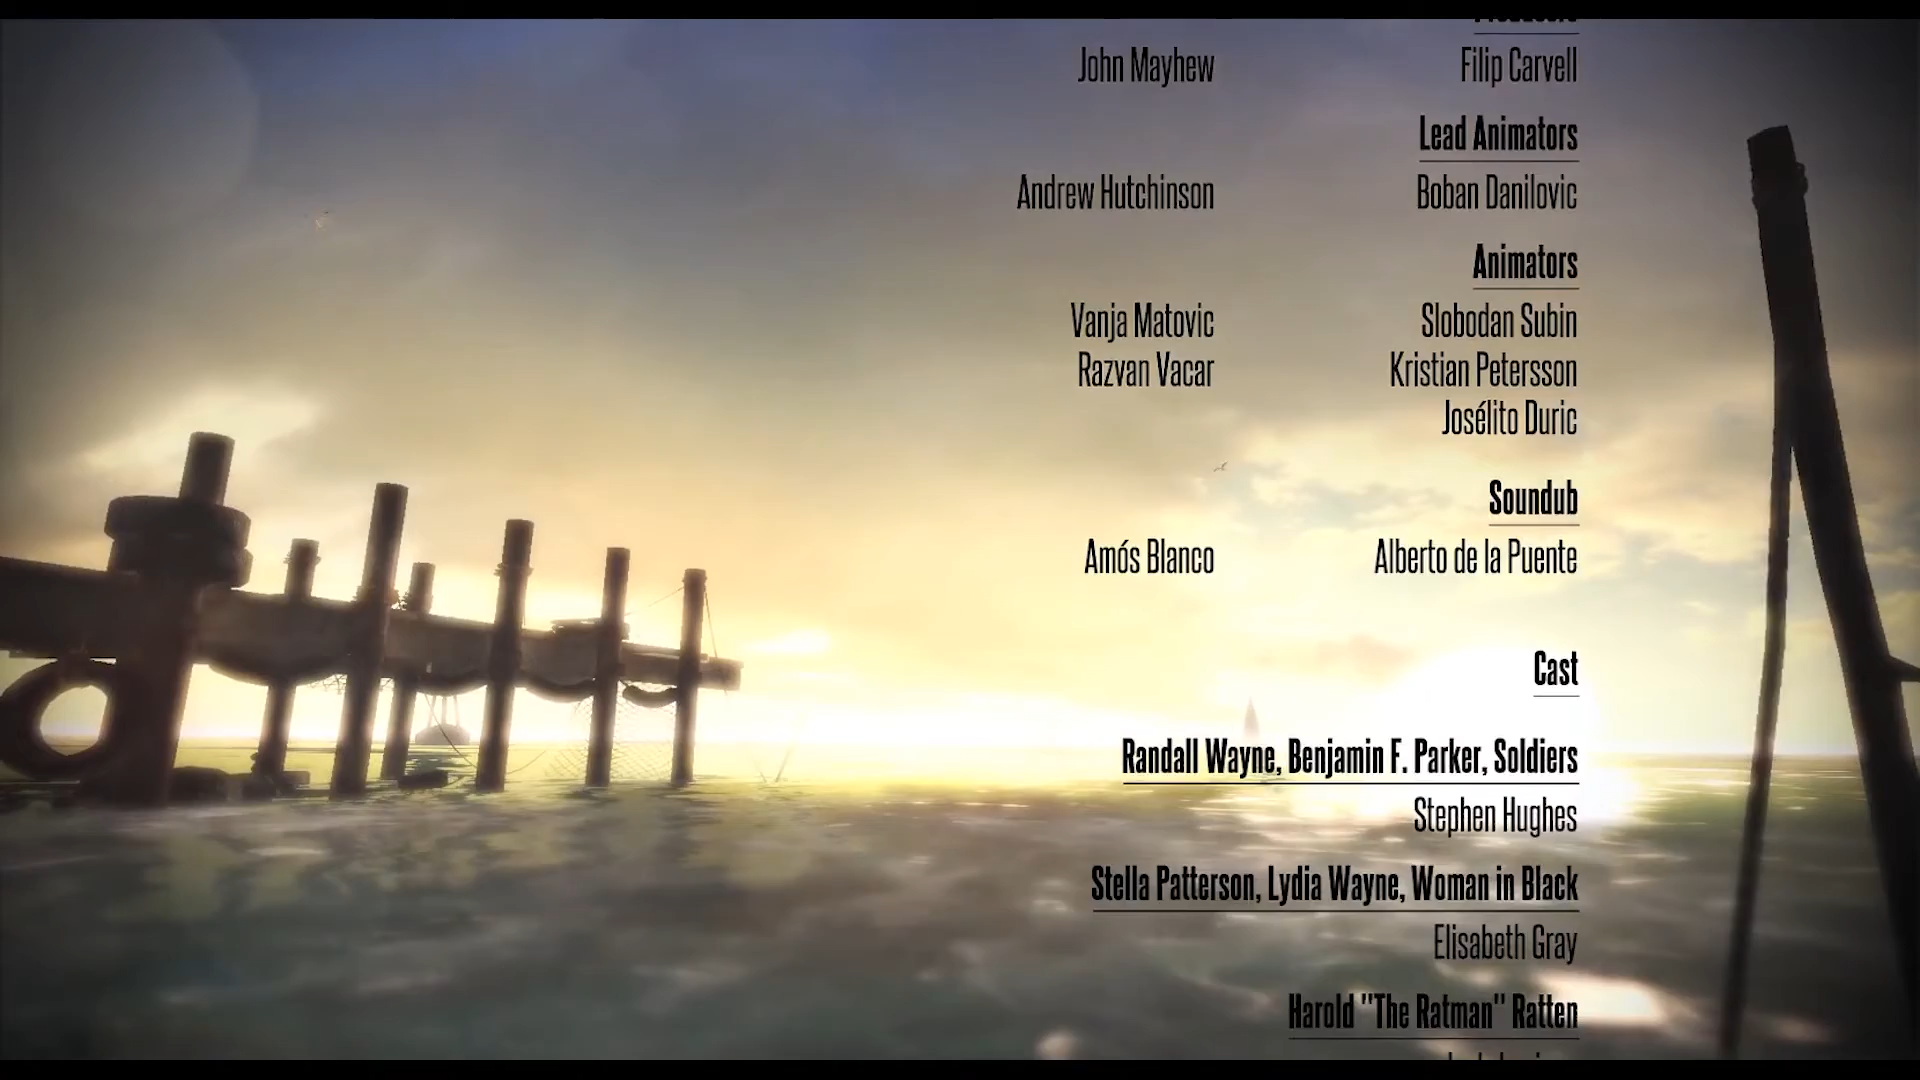 John Mayhew Filip Carvell
Lead Animators
Andrew Hutchinson Boban Danilovic
Animators
Vanja Matovic Slobodan Subin
Razvan Vacar Kristian Petersson
Josélito Duric
Soundub
Amós Blanco Alberto de la Puente
Cast
Randall Wayne, Benjamin F. Parker, Soldiers
Stephen Hughes
Stella Patterson, Lydia Wayne, Woman in Black
Elisabeth Gray
Harold "The Ratman" Ratten